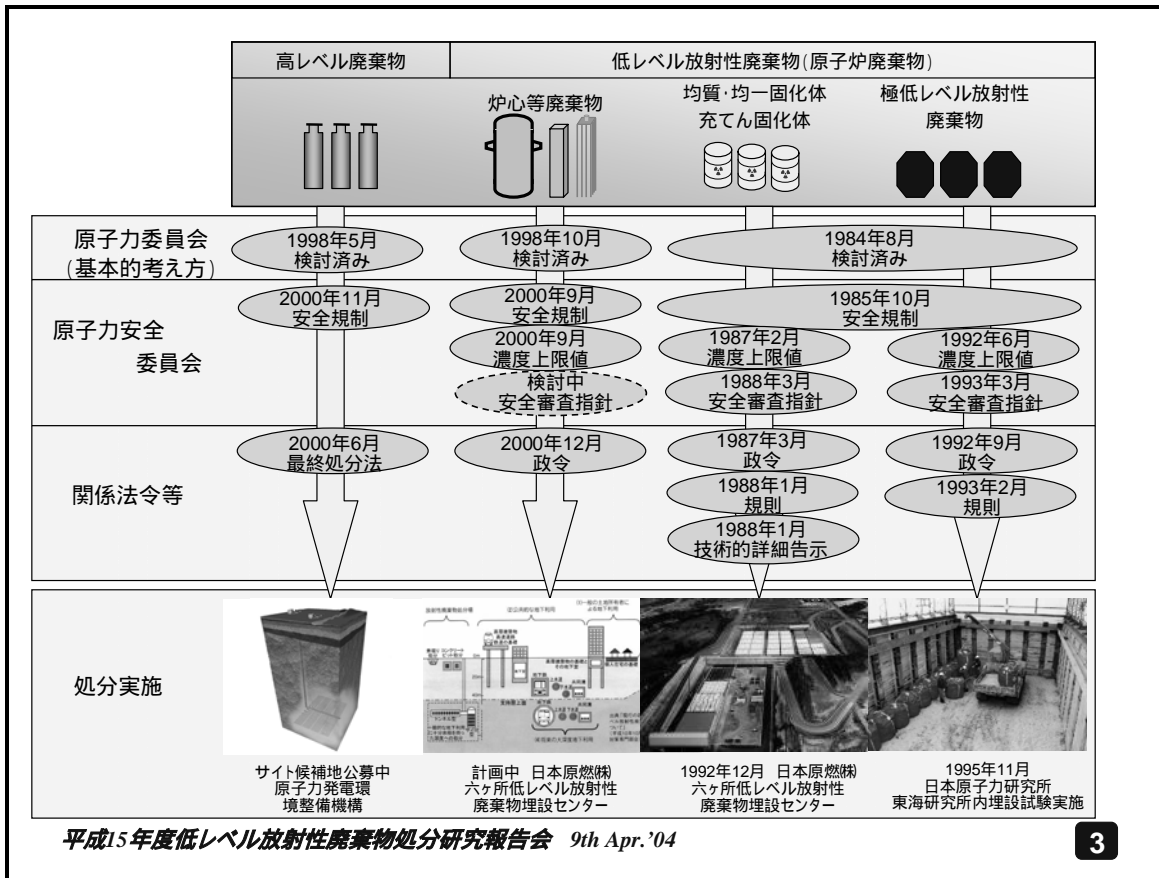 高レベル廃棄物
低レベル放射性廃棄物(原子炉廃棄物)
炉心等廃棄物
均質・均一固化体
充てん固化体
極低レベル放射性
廃棄物
原子力委員会
(基本的考え方)
1998年5月
検討済み
1998年10月
検討済み
1984年8月
検討済み
原子力安全
委員会
2000年11月
安全規制
2000年9月
安全規制
1985年10月
安全規制
2000年9月
濃度上限値
1987年2月
濃度上限値
1992年6月
濃度上限値
検討中
安全審査指針
1988年3月
安全審査指針
1993年3月
安全審査指針
関係法令等
2000年6月
最終処分法
2000年12月
政令
1987年3月
政令
1992年9月
政令
1988年1月
規則
1993年2月
規則
1988年1月
技術的詳細告示
処分実施
サイト候補地公募中
原子力発電環
境整備機構
計画中 日本原燃㈱
六ヶ所低レベル放射性
廃棄物埋設センター
1992年12月 日本原燃㈱
六ヶ所低レベル放射性
廃棄物埋設センター
1995年11月
日本原子力研究所
東海研究所内埋設試験実施
平成15年度低レベル放射性廃棄物処分研究報告会 9th Apr.'04
3